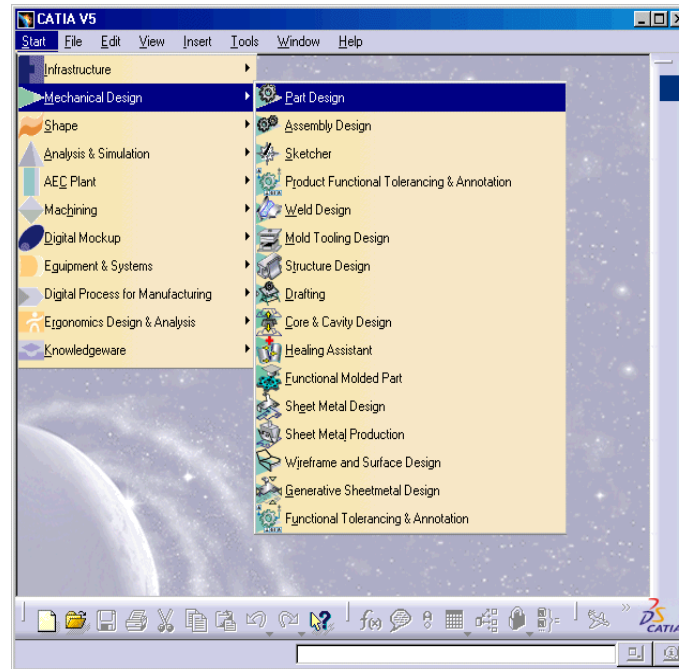 CATIA V5
Start File Edit View Insert Tools Window Help
Infrastructure
Mechanical Design
Shape
Analysis & Simulation
AEC Plant
Machining
Digital Mockup
Equipment & Systems
Digital Process for Manufacturing
Ergonomics Design & Analysis
Knowledgeware
Part Design
Assembly Design
Sketcher
Product Functional Tolerancing & Annotation
Weld Design
Mold Tooling Design
Structure Design
Drafting
Core & Cavity Design
Healing Assistant
Functional Molded Part
Sheet Metal Design
Sheet Metal Production
Wireframe and Surface Design
Generative Sheetmetal Design
Functional Tolerancing & Annotation
f(x)
CATIA